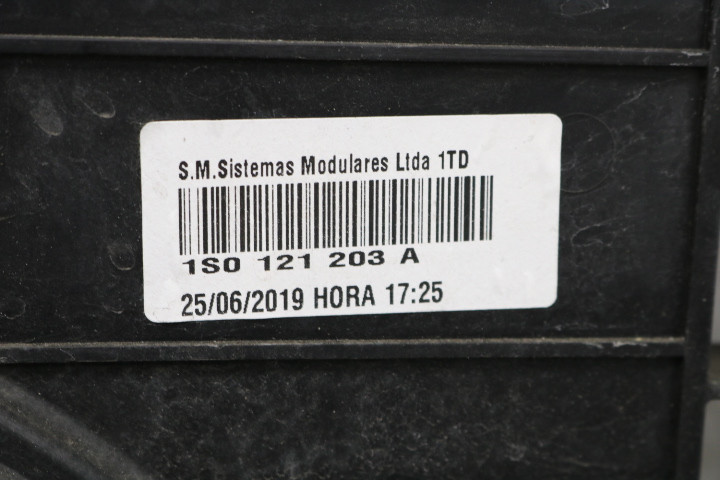 S.M.Sistemas Modulares Ltda 1TD
1S0 121 203 A
25/06/2019 HORA 17:25